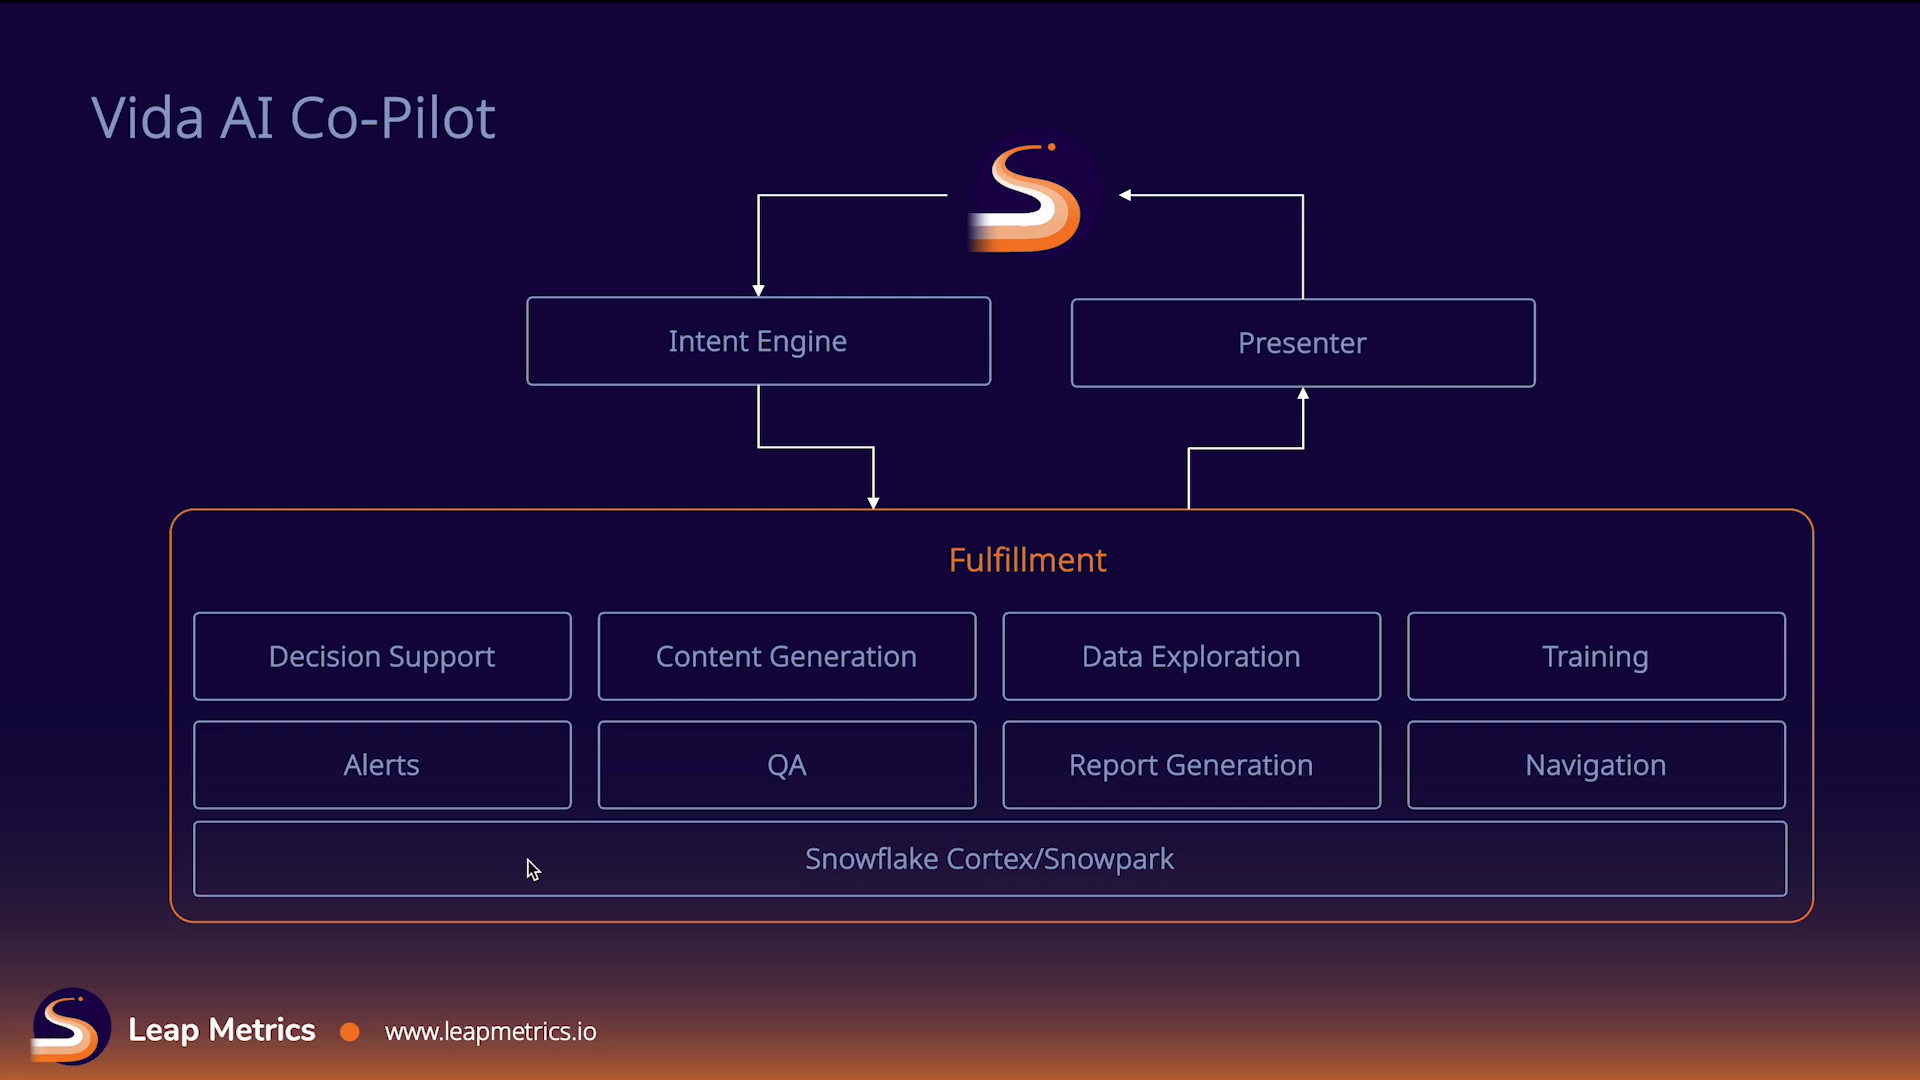 Vida AI Co-Pilot
Intent Engine
Presenter
Fulfillment
Decision Support
Content Generation
Data Exploration
Training
Alerts
QA
Report Generation
Navigation
Snowflake Cortex/Snowpark
Leap Metrics
www.leapmetrics.io